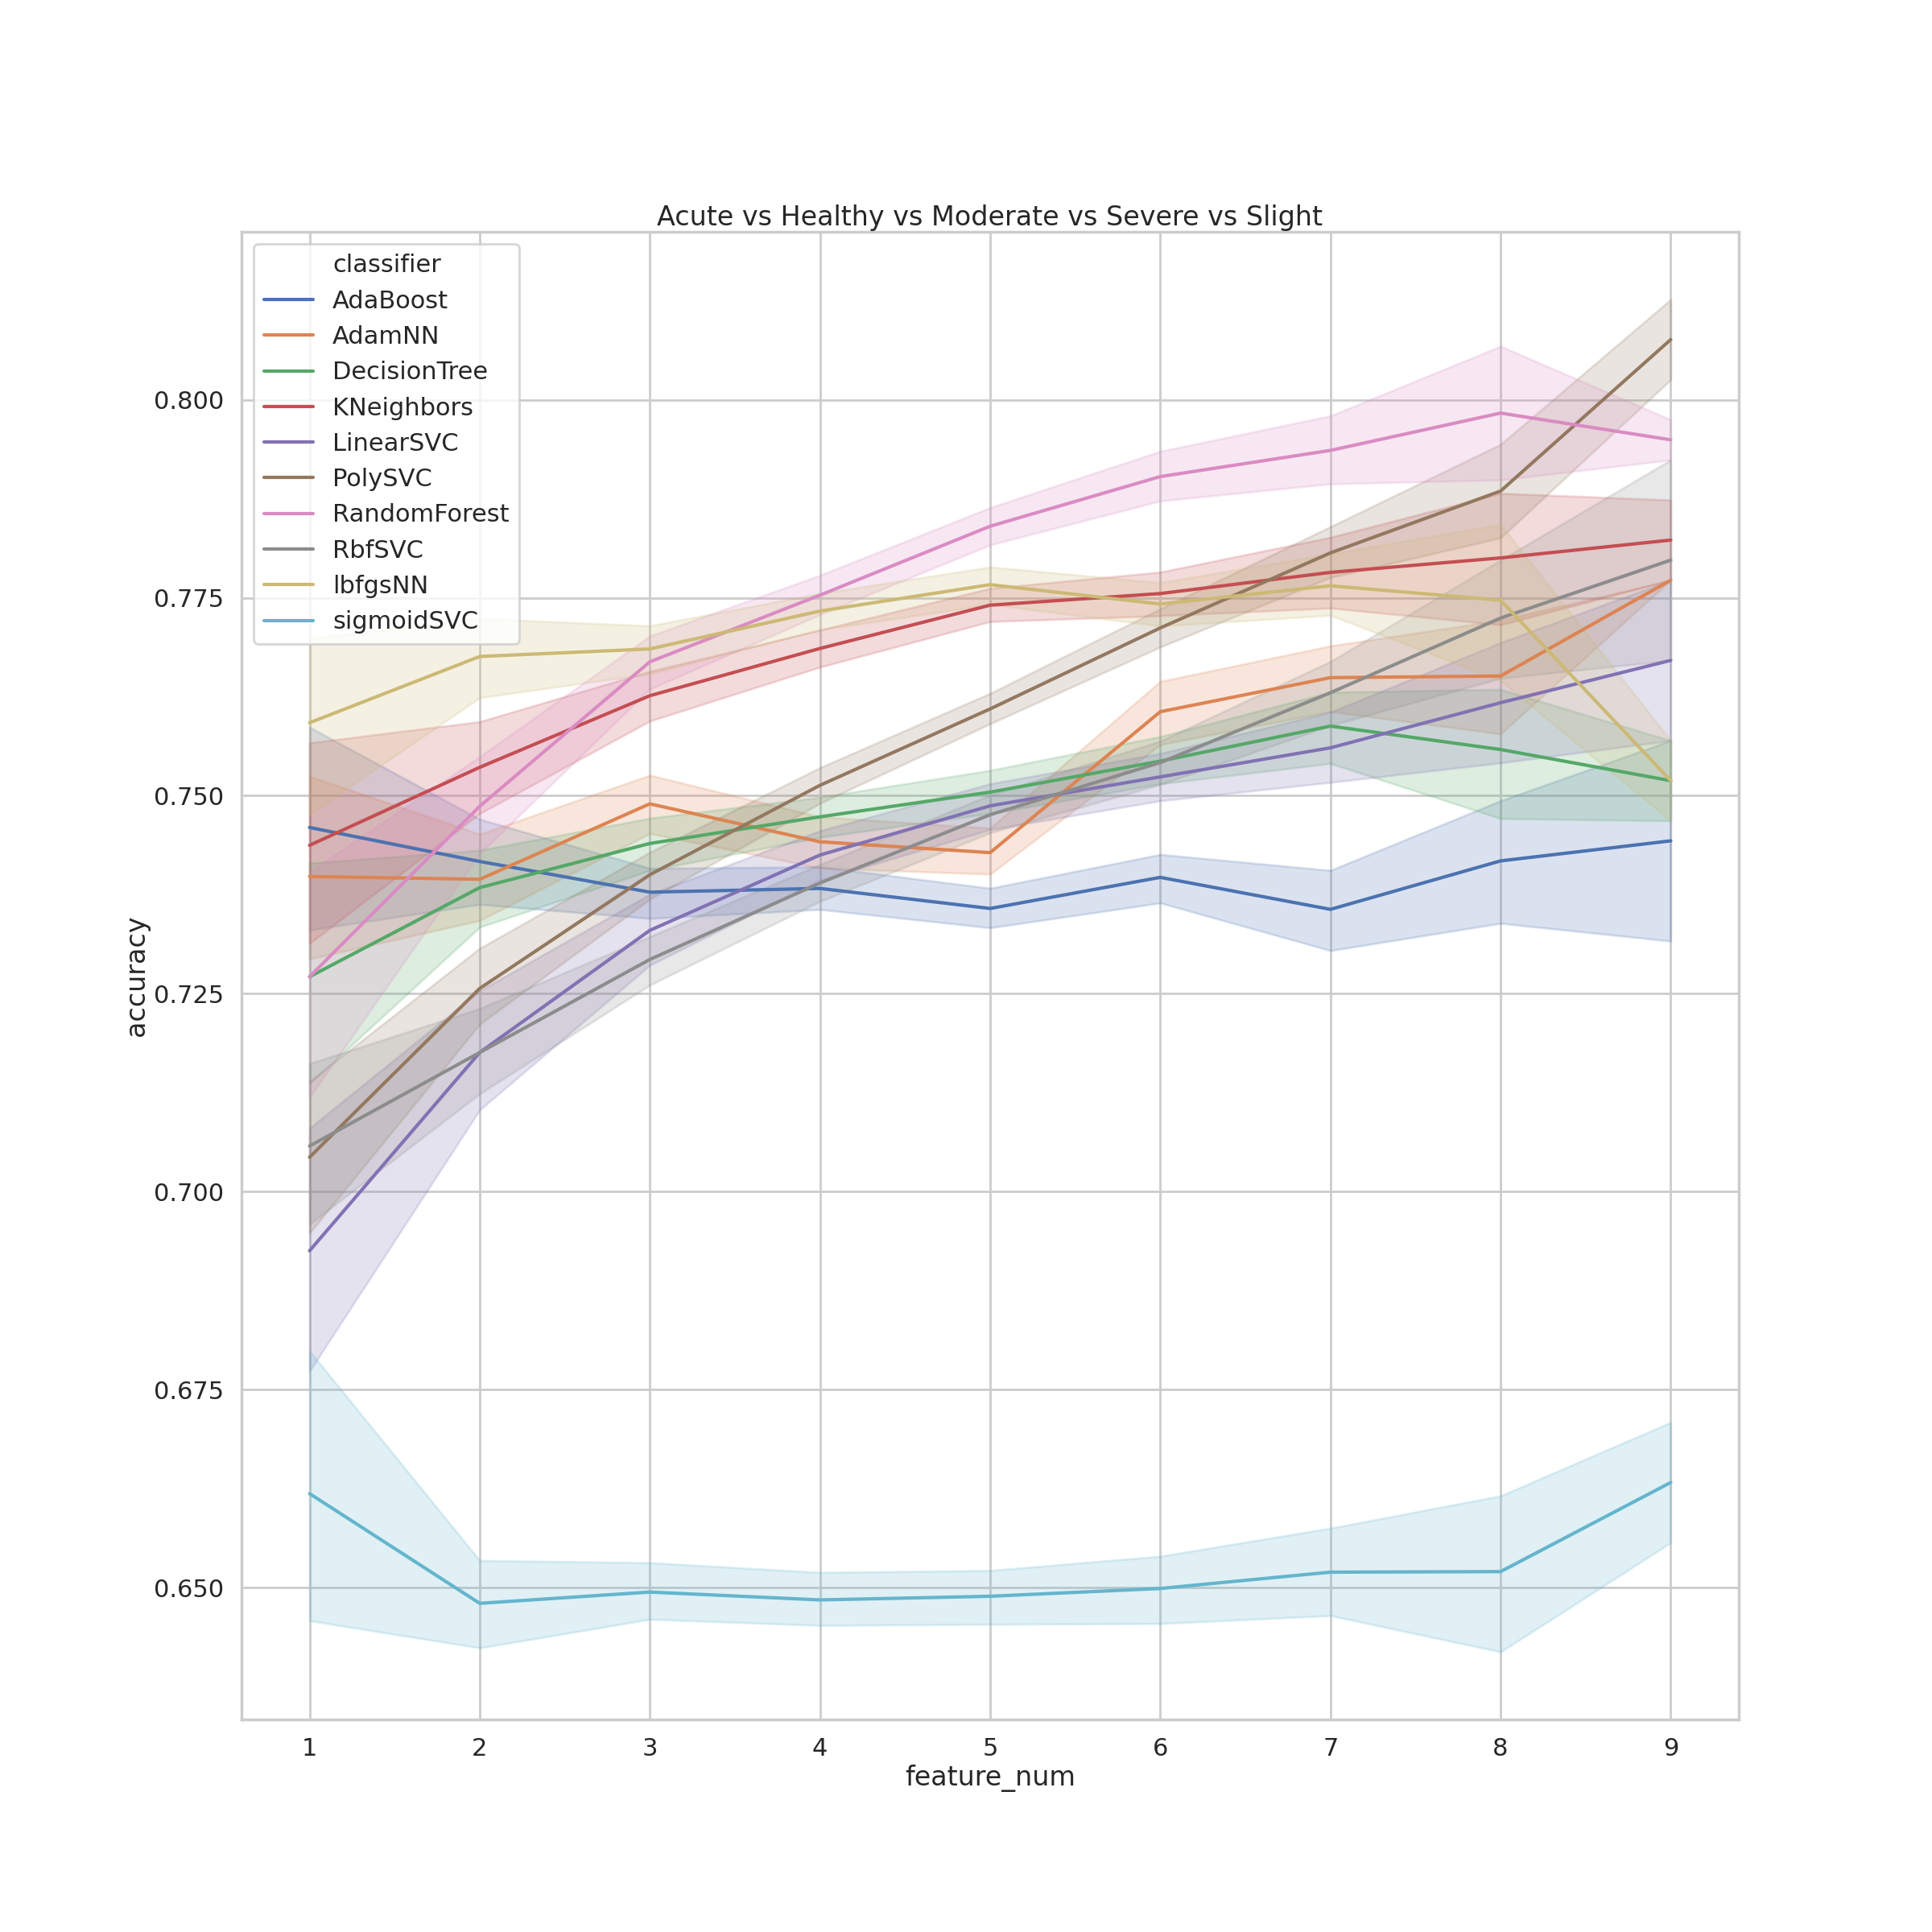 Acute vs Healthy vs Moderate vs Severe vs Slight
classifier
AdaBoost
AdamNN
DecisionTree
KNeighbors
LinearSVC
PolySVC
RandomForest
RbfSVC
lbfgsNN
sigmoidSVC
0.800
0.775
0.750
0.725
0.700
0.675
0.650
accuracy
1 2 3 4 5 6 7 8 9
feature_num